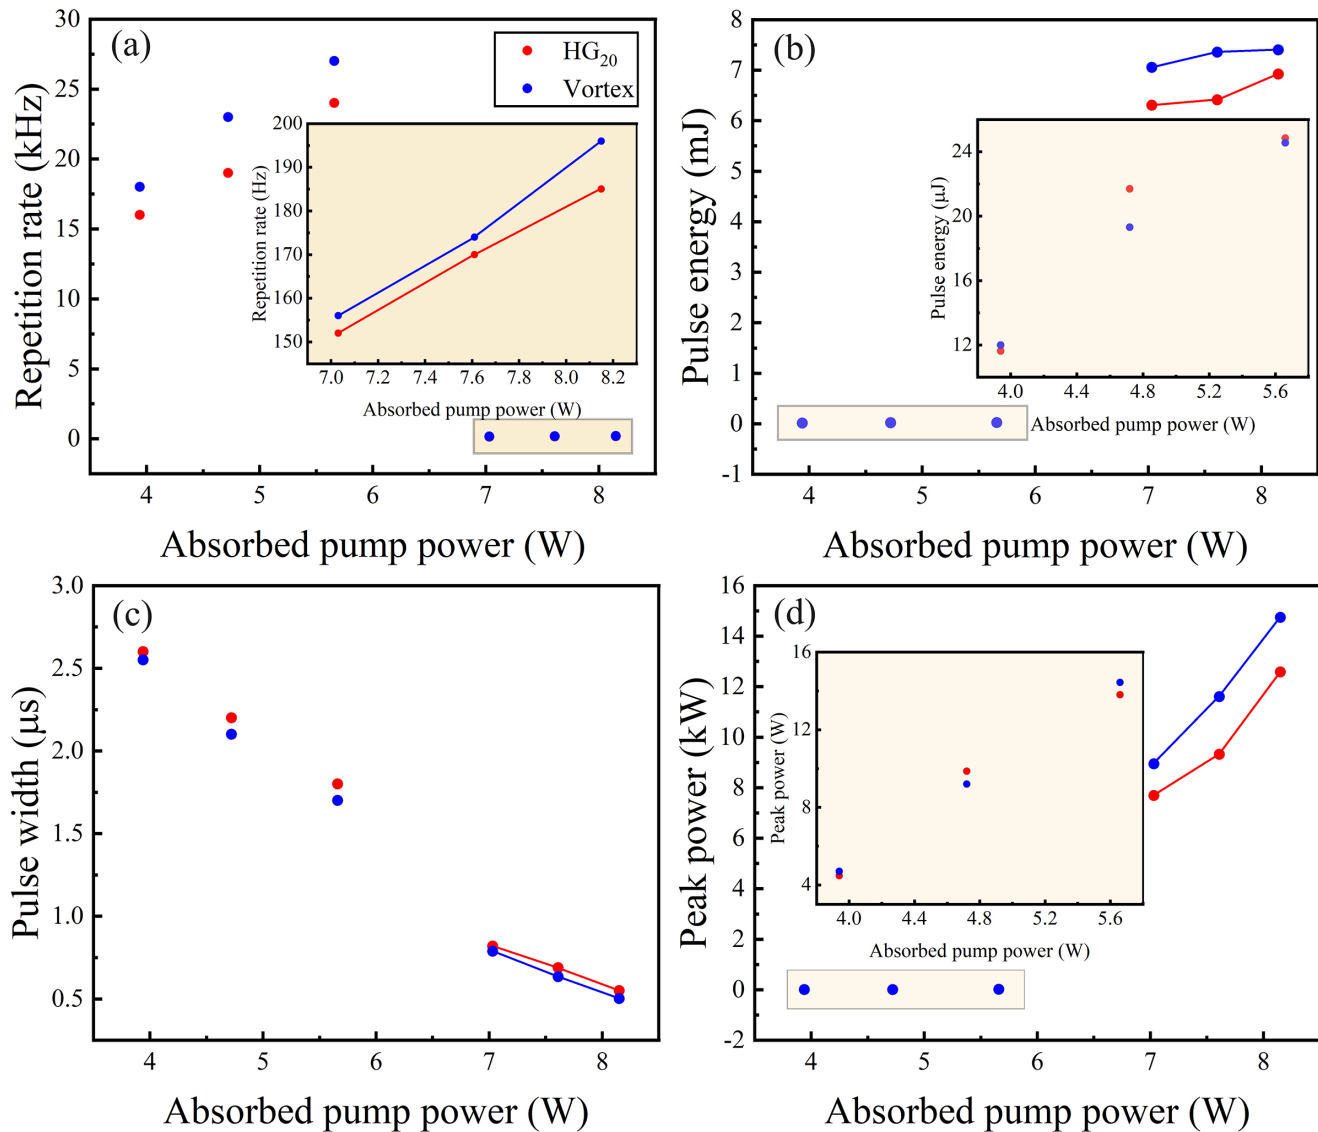 (a)
HG20
Vortex
Repetition rate (kHz)
30
25
20
15
10
5
0
4 5 6 7 8
Absorbed pump power (W)
Repetition rate (Hz)
200
190
180
170
160
150
7.0 7.2 7.4 7.6 7.8 8.0 8.2
Absorbed pump power (W)
(b)
Pulse energy (mJ)
8
7
6
5
4
3
2
1
0
-1
4 5 6 7 8
Absorbed pump power (W)
Pulse energy (μJ)
24
20
16
12
4.0 4.4 4.8 5.2 5.6
Absorbed pump power (W)
(c)
Pulse width (μs)
3.0
2.5
2.0
1.5
1.0
0.5
4 5 6 7 8
Absorbed pump power (W)
(d)
Peak power (kW)
16
14
12
10
8
6
4
2
0
-2
4 5 6 7 8
Absorbed pump power (W)
Peak power (W)
16
12
8
4
4.0 4.4 4.8 5.2 5.6
Absorbed pump power (W)